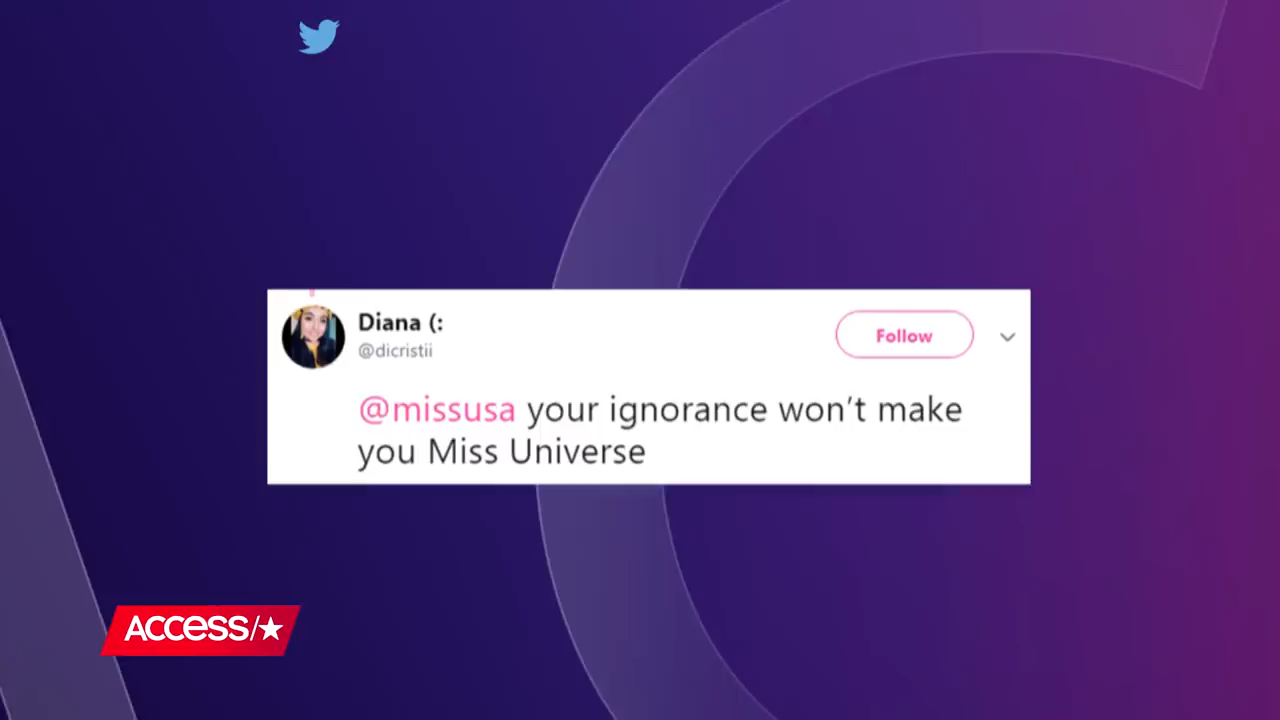 Diana (:
@dicristii
Follow
@missusa your ignorance won’t make
you Miss Universe
ACCESS/